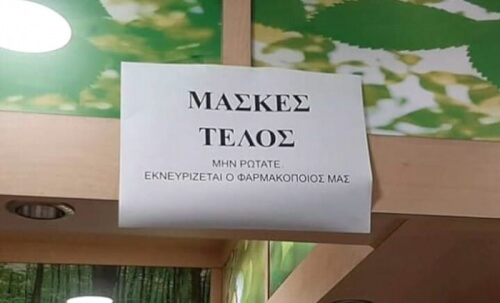 ΜΑΣΚΕΣ
ΤΕΛΟΣ
ΜΗΝ ΡΩΤΑΤΕ.
ΕΚΝΕΥΡΙΖΕΤΑΙ Ο ΦΑΡΜΑΚΟΠΟΙΟΣ ΜΑΣ